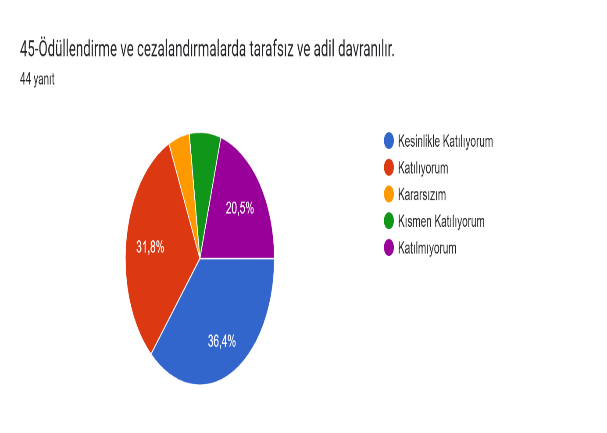 45-Ödüllendirme ve cezalandırmalarda tarafsız ve adil davranılır.
44 yanıt
Kesinlikle Katılıyorum
Katılıyorum
Kararsızım
Kısmen Katılıyorum
Katılmıyorum
20,5%
31,8%
36,4%